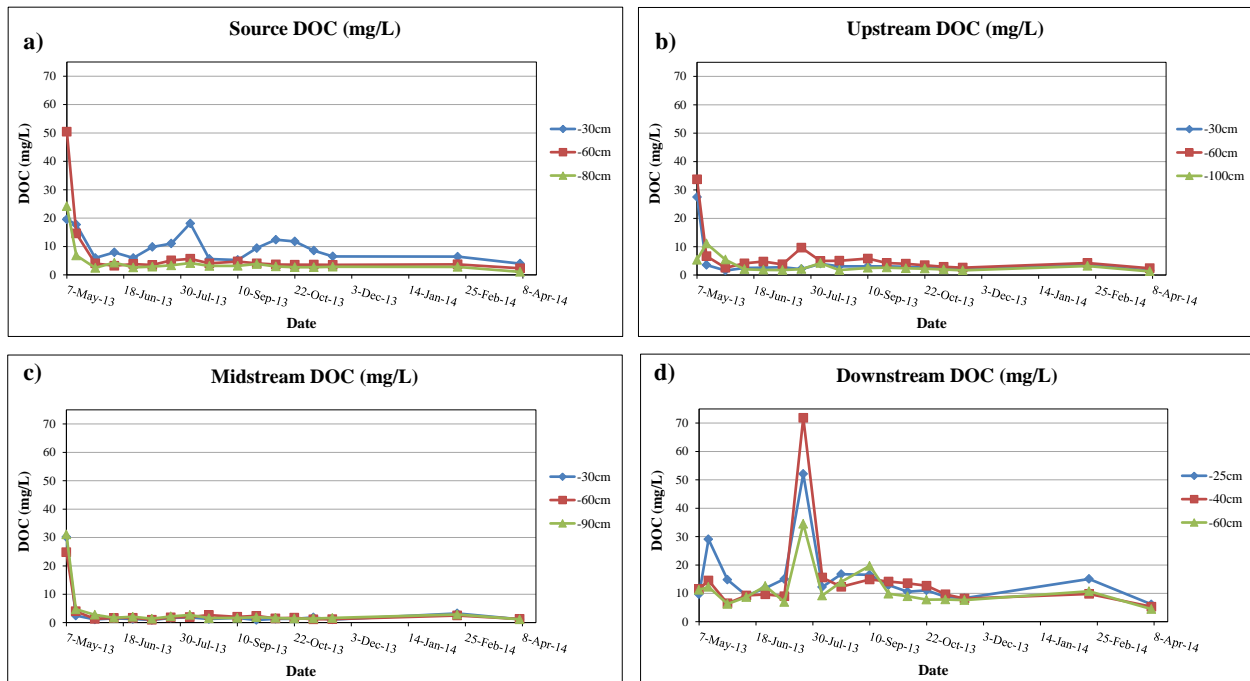 a)
Source DOC (mg/L)
DOC (mg/L)
70
60
50
40
30
20
10
0
7-May-13
18-Jun-13
30-Jul-13
10-Sep-13
22-Oct-13
3-Dec-13
14-Jan-14
25-Feb-14
8-Apr-14
Date
-30cm
-60cm
-80cm
b)
Upstream DOC (mg/L)
DOC (mg/L)
70
60
50
40
30
20
10
0
7-May-13
18-Jun-13
30-Jul-13
10-Sep-13
22-Oct-13
3-Dec-13
14-Jan-14
25-Feb-14
8-Apr-14
Date
-30cm
-60cm
-100cm
c)
Midstream DOC (mg/L)
DOC (mg/L)
70
60
50
40
30
20
10
0
7-May-13
18-Jun-13
30-Jul-13
10-Sep-13
22-Oct-13
3-Dec-13
14-Jan-14
25-Feb-14
8-Apr-14
Date
-30cm
-60cm
-90cm
d)
Downstream DOC (mg/L)
DOC (mg/L)
70
60
50
40
30
20
10
0
7-May-13
18-Jun-13
30-Jul-13
10-Sep-13
22-Oct-13
3-Dec-13
14-Jan-14
25-Feb-14
8-Apr-14
Date
-25cm
-40cm
-60cm